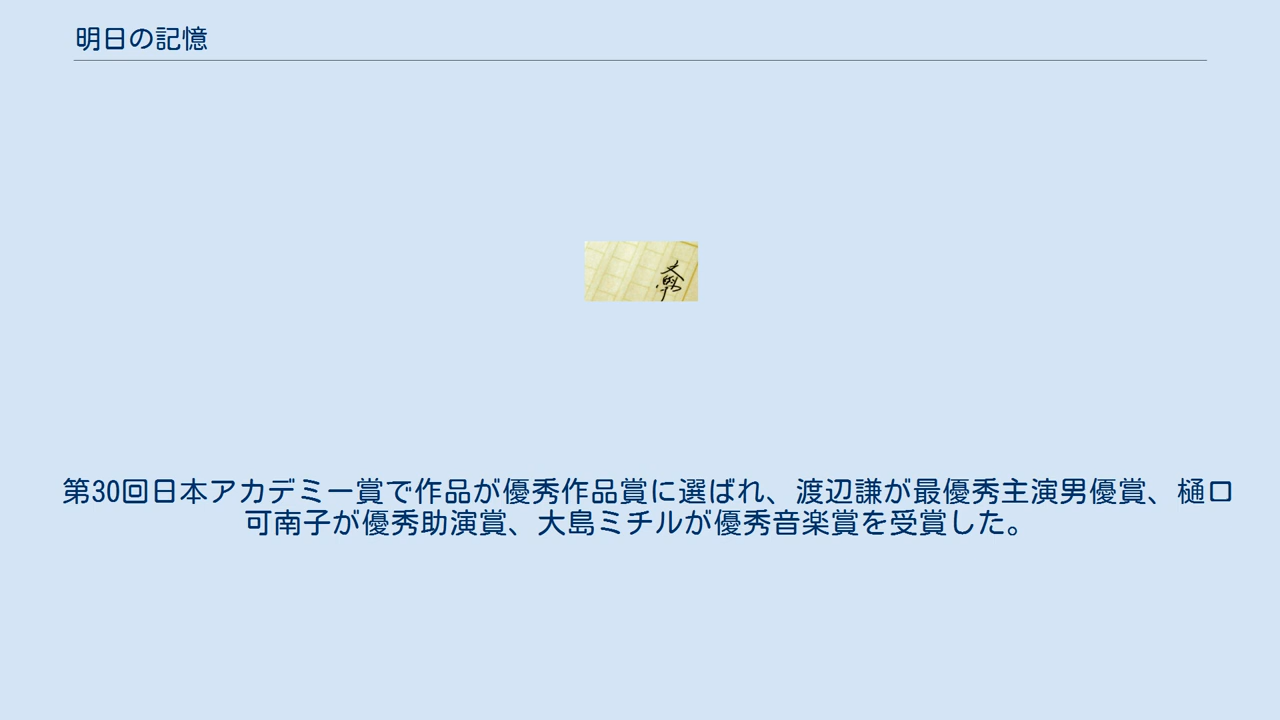 明日の記憶
第30回日本アカデミー賞で作品が優秀作品賞に選ばれ、渡辺謙が最優秀主演男優賞、樋口
可南子が優秀助演賞、大島ミチルが優秀音楽賞を受賞した。